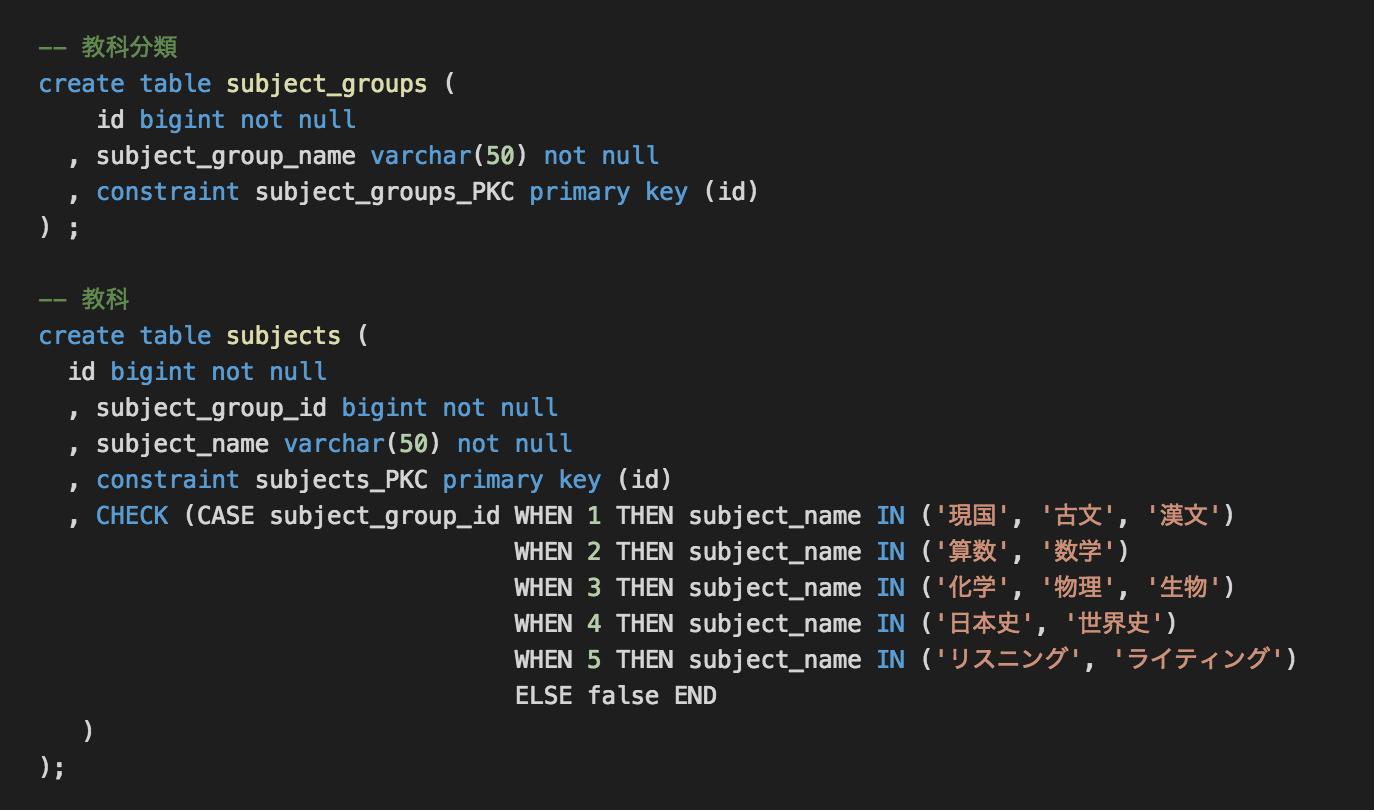 -- 教科分類
create table subject_groups (
    id bigint not null
  , subject_group_name varchar(50) not null
  , constraint subject_groups_PKC primary key (id)
) ;

-- 教科
create table subjects (
  id bigint not null
  , subject_group_id bigint not null
  , subject_name varchar(50) not null
  , constraint subjects_PKC primary key (id)
  , CHECK (CASE subject_group_id WHEN 1 THEN subject_name IN ('現国', '古文', '漢文')
                                 WHEN 2 THEN subject_name IN ('算数', '数学')
                                 WHEN 3 THEN subject_name IN ('化学', '物理', '生物')
                                 WHEN 4 THEN subject_name IN ('日本史', '世界史')
                                 WHEN 5 THEN subject_name IN ('リスニング', 'ライティング')
                                 ELSE false END
   )
);